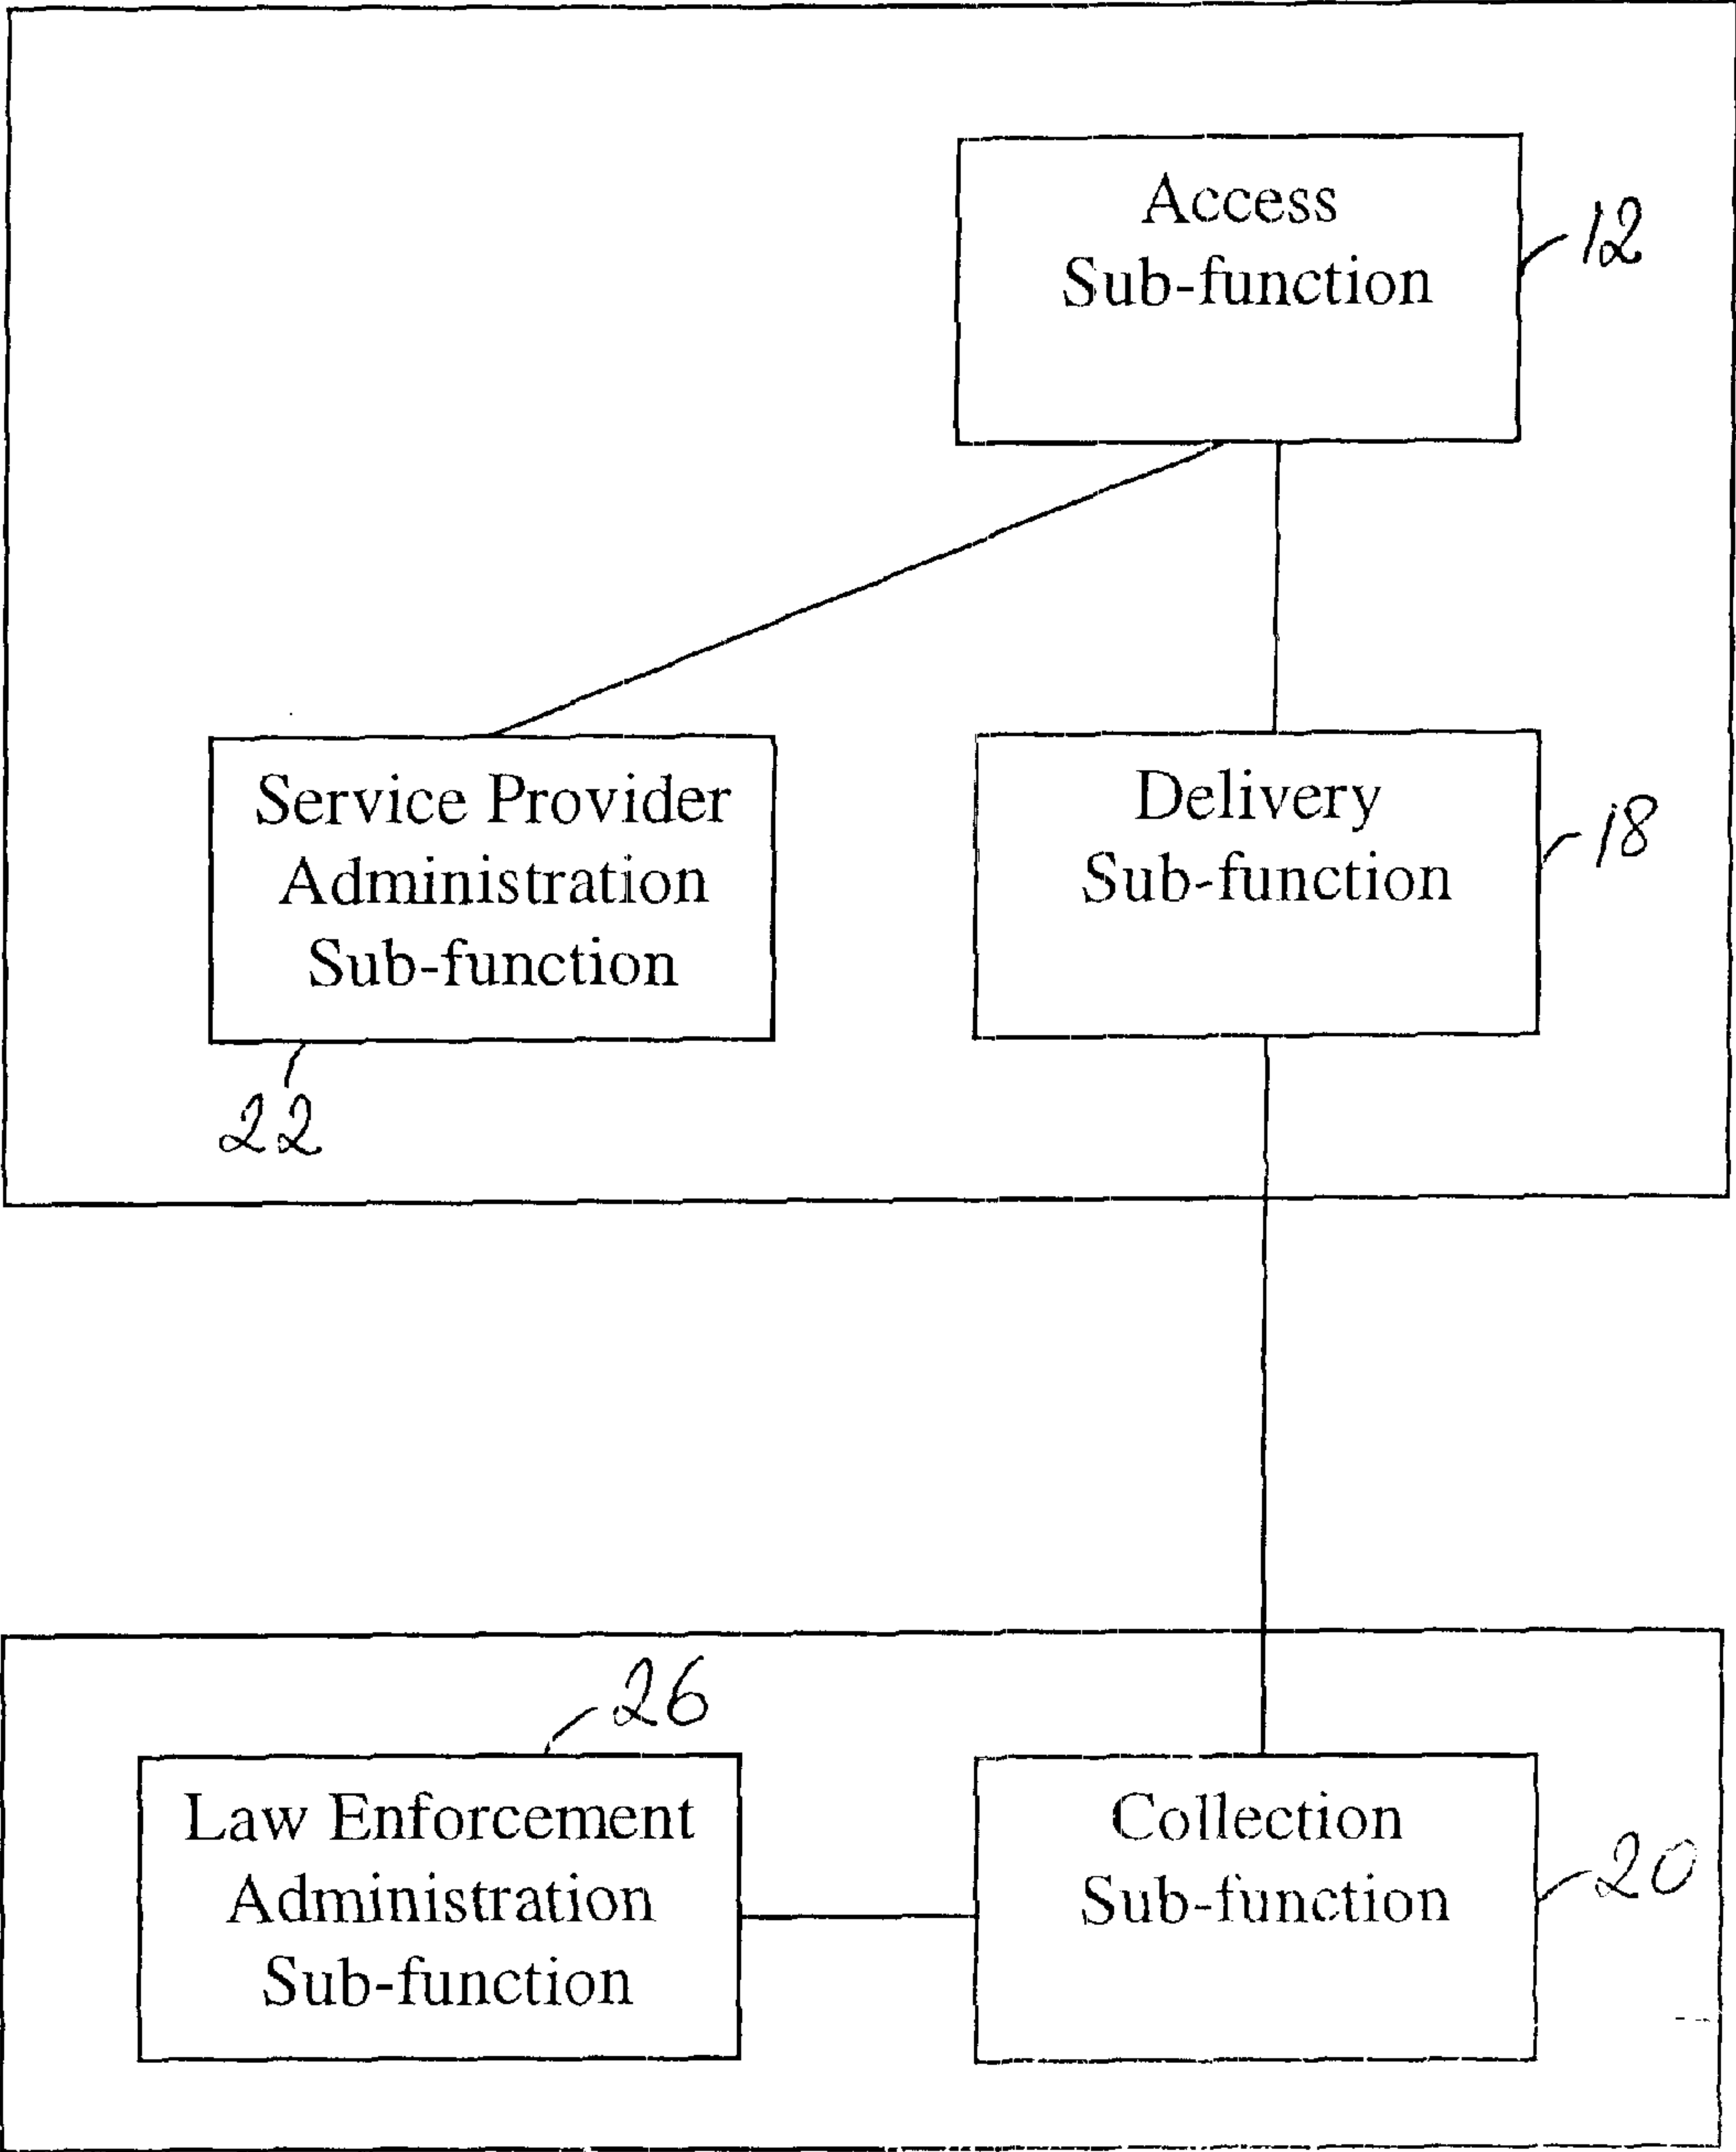 Access
Sub-function
12
Service Provider
Administration
Sub-function
22
Delivery
Sub-function
18
26
Law Enforcement
Administration
Sub-function
Collection
Sub-function
20